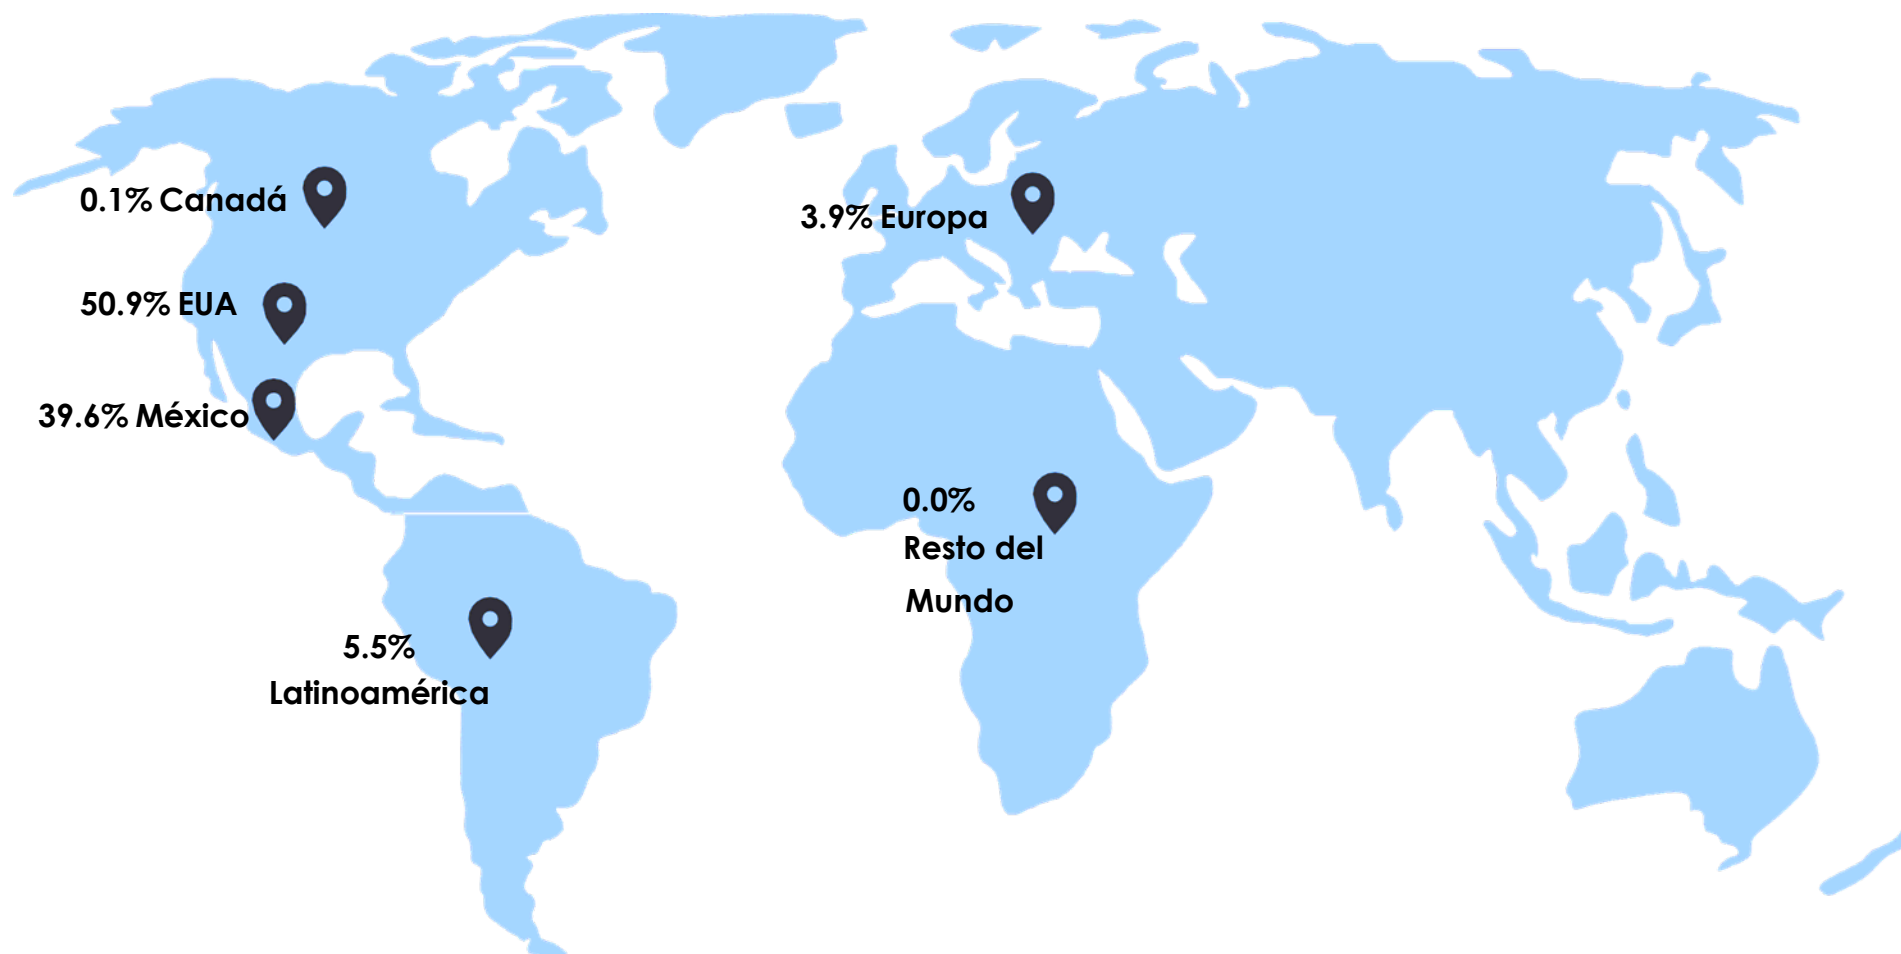 0.1% Canadá
3.9% Europa
50.9% EUA
39.6% México
0.0%
Resto del
Mundo
5.5%
Latinoamérica